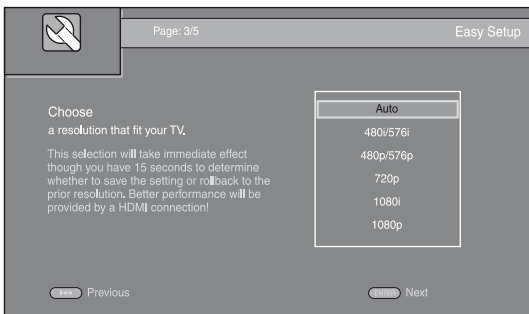 Page: 3/5
Easy Setup
Choose
a resolution that fit your TV.
This selection will take immediate effect
though you have 15 seconds to determine
whether to save the setting or rollback to the
prior resolution. Better performance will be
provided by a HDMI connection!
Auto
480i/576i
480p/576p
720p
1080i
1080p
Previous
ENTER Next